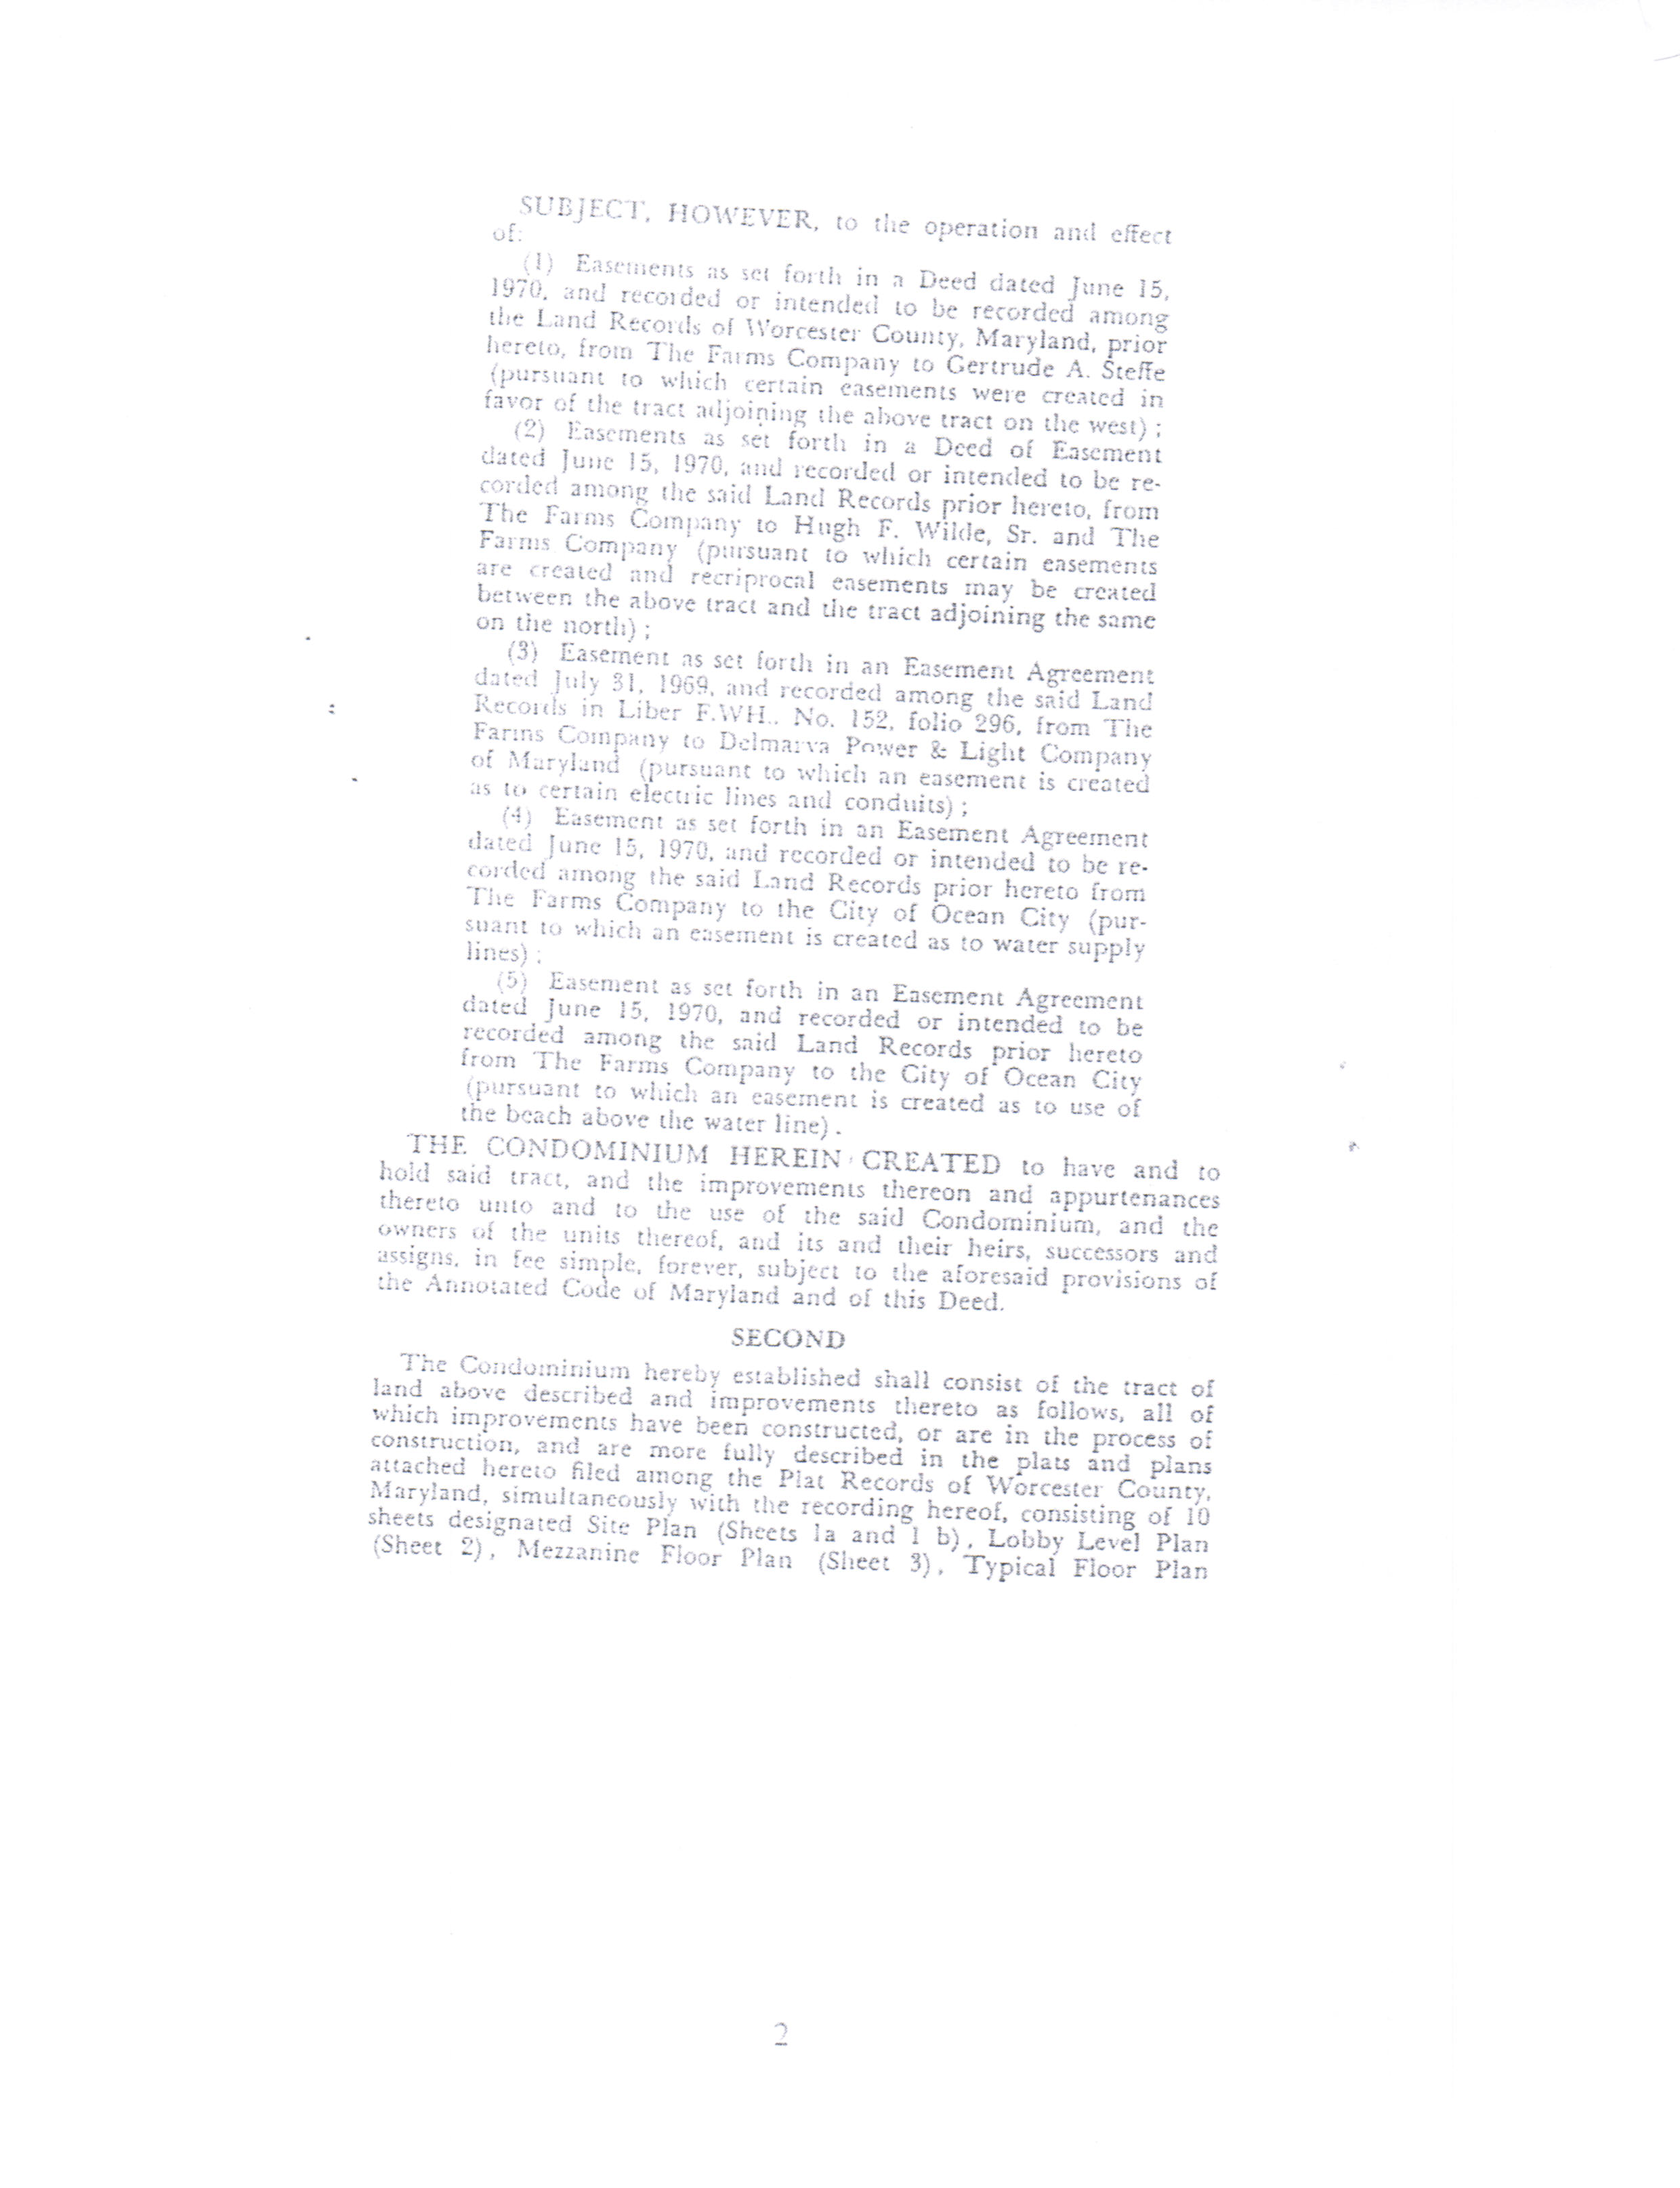 SUBJECT, HOWEVER, to the operation and effect
of:
(1) Easements as set forth in a Deed dated June 15,
1970, and recorded or intended to be recorded among
the Land Records of Worcester County, Maryland, prior
hereto, from The Farms Company to Gertrude A. Steffe
(pursuant to which certain easements were created in
favor of the tract adjoining the above tract on the west) ;
(2) Easements as set forth in a Deed of Easement
dated June 15, 1970, and recorded or intended to be re-
corded among the said Land Records prior hereto, from
The Farms Company to Hugh F. Wilde, Sr. and The
Farms Company (pursuant to which certain easements
are created and recriprocal easements may be created
between the above tract and the tract adjoining the same
on the north) ;
(3) Easement as set forth in an Easement Agreement
dated July 31, 1969, and recorded among the said Land
Records in Liber F.WH.. No. 152, folio 296, from The
Farms Company to Delmarva Power & Light Company
of Maryland (pursuant to which an easement is created
as to certain electric lines and conduits) ;
(4) Easement as set forth in an Easement Agreement
dated June 15, 1970, and recorded or intended to be re-
corded among the said Land Records prior hereto from
The Farms Company to the City of Ocean City (pur-
suant to which an easement is created as to water supply
lines) ;
(5) Easement as set forth in an Easement Agreement
dated June 15, 1970, and recorded or intended to be
recorded among the said Land Records prior hereto
from The Farms Company to the City of Ocean City
(pursuant to which an easement is created as to use of
the beach above the water line) .
THE CONDOMINIUM HEREIN CREATED to have and to
hold said tract, and the improvements thereon and appurtenances
thereto unto and to the use of the said Condominium, and the
owners of the units thereof, and its and their heirs, successors and
assigns, in fee simple, forever, subject to the aforesaid provisions of
the Annotated Code of Maryland and of this Deed.
SECOND
The Condominium hereby established shall consist of the tract of
land above described and improvements thereto as follows, all of
which improvements have been constructed, or are in the process of
construction, and are more fully described in the plats and plans
attached hereto filed among the Plat Records of Worcester County,
Maryland, simultaneously with the recording hereof, consisting of 10
sheets designated Site Plan (Sheets 1a and 1 b) , Lobby Level Plan
(Sheet 2) , Mezzanine Floor Plan (Sheet 3) , Typical Floor Plan
2